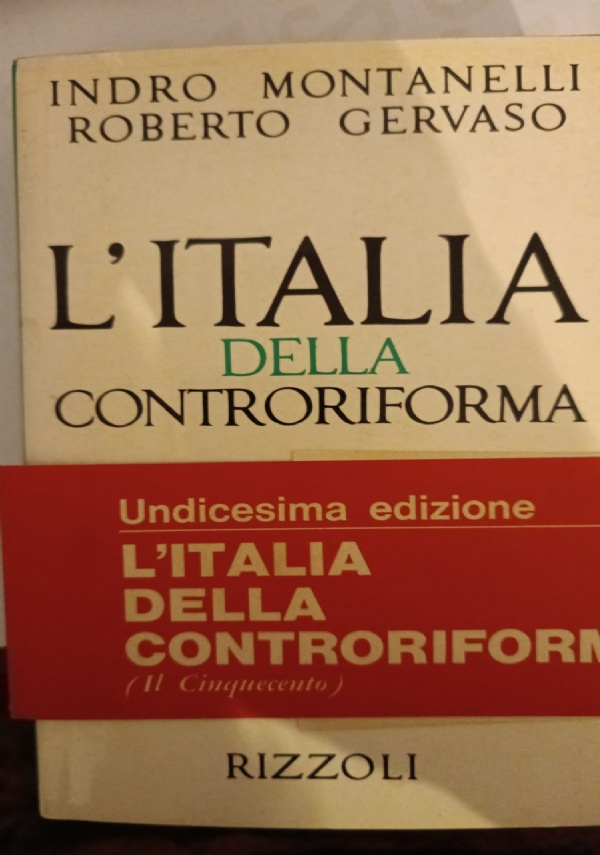 INDRO MONTANELLI
ROBERTO GERVASO
L'ITALIA
DELLA
CONTRORIFORMA
Undicesima edizione
L'ITALIA
DELLA
CONTRORIFORM
(Il Cinquecento)
RIZZOLI